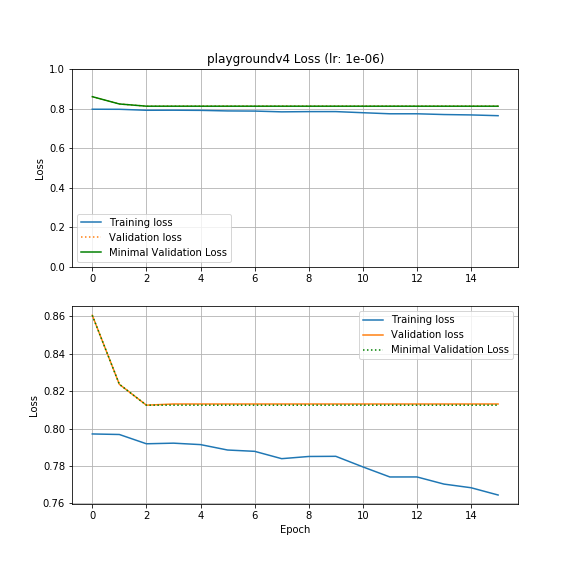 playgroundv4 Loss (lr: 1e-06)
1.0
0.8
0.6
0.4
0.2
0.0
Loss
Training loss
Validation loss
Minimal Validation Loss
0 2 4 6 8 10 12 14
0.86
0.84
0.82
0.80
0.78
0.76
Loss
Training loss
Validation loss
Minimal Validation Loss
0 2 4 6 8 10 12 14
Epoch